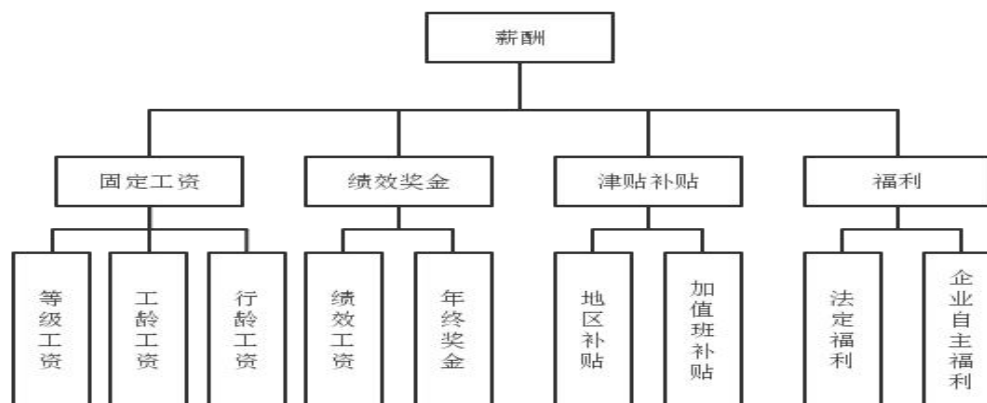 薪酬
固定工资
绩效奖金
津贴补贴
福利
等级工资
工龄工资
行龄工资
绩效工资
年终奖金
地区补贴
加值班补贴
法定福利
企业自主福利